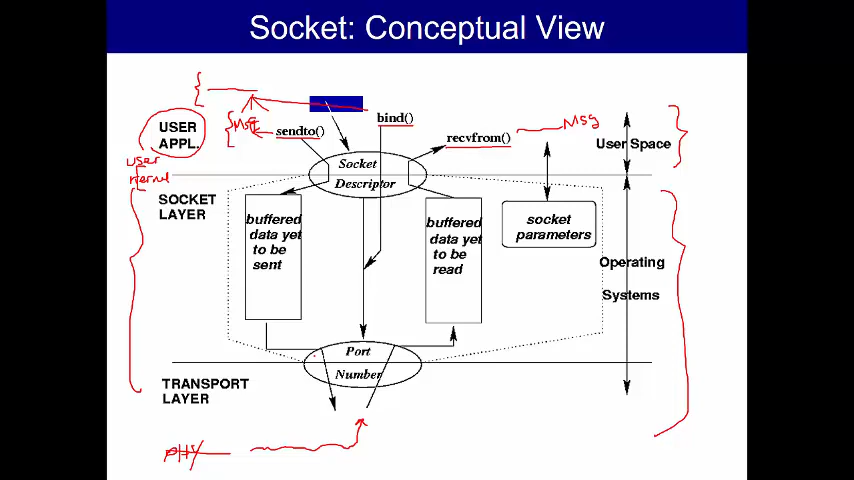 Socket: Conceptual View
USER
APPL.
Msg
sendto()
bind()
recvfrom()
Msg
User Space
user
kernel
Socket
Descriptor
SOCKET
LAYER
buffered
data yet
to be
sent
buffered
data yet
to be
read
socket
parameters
Operating
Systems
Port
Number
TRANSPORT
LAYER
PHY